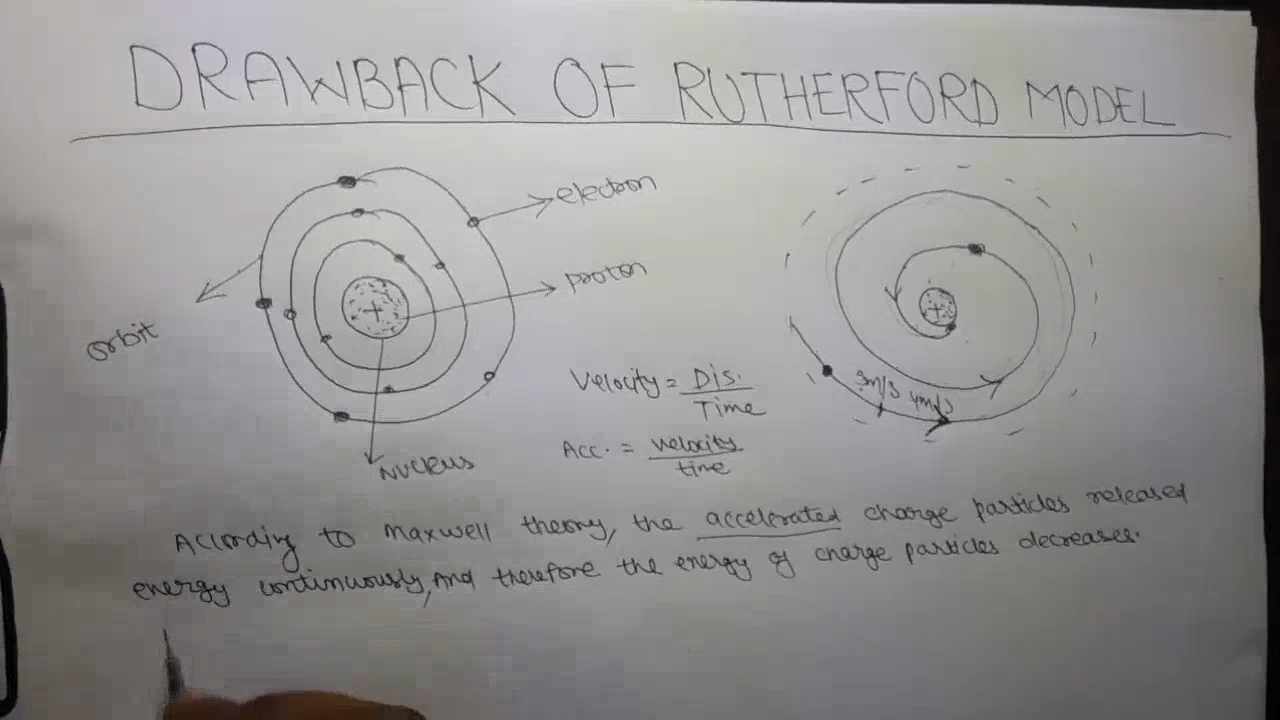 DRAWBACK OF RUTHERFORD MODEL
electron
proton
orbit
Nucleus
+
+
Velocity = Dis.
Time
Acc. = velocity
time
3m/s 4m/s
According to maxwell theory, the accelerated charge particles released
energy continuously, And therefore the energy of charge particles decreases.